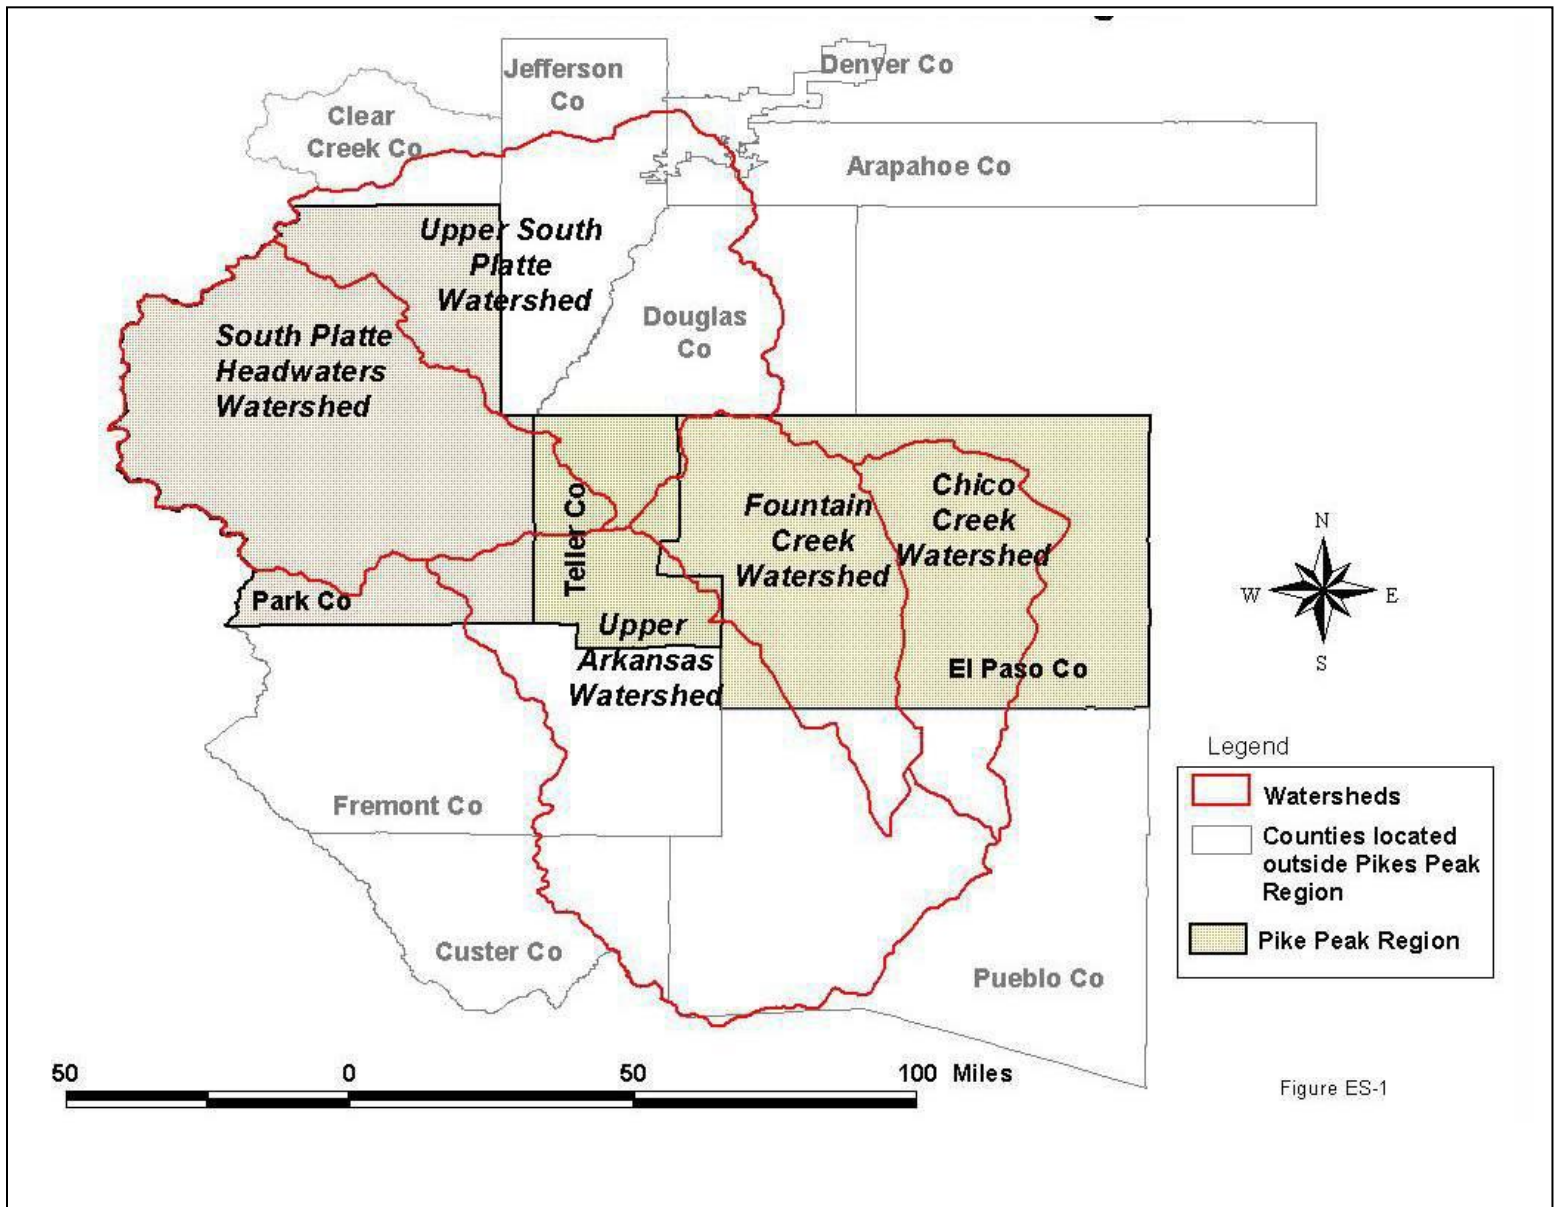 Jefferson
Co
Denver Co
Clear
Creek Co
Arapahoe Co
Upper South
Platte
Watershed
Douglas
Co
South Platte
Headwaters
Watershed
Teller Co
Fountain
Creek
Watershed
Chico
Creek
Watershed
Park Co
Upper
Arkansas
Watershed
El Paso Co
Fremont Co
Custer Co
Pueblo Co
N
W
E
S
Legend
Watersheds
Counties located
outside Pikes Peak
Region
Pike Peak Region
50 0 50 100 Miles
Figure ES-1